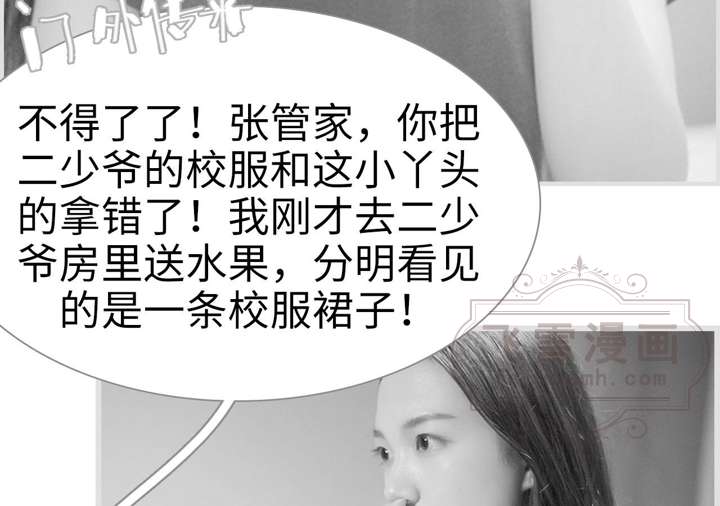 门外传来
不得了了！张管家，你把
二少爷的校服和这小丫头
的拿错了！我刚才去二少
爷房里送水果，分明看见
的是一条校服裙子！
飞雪漫画
mh.com